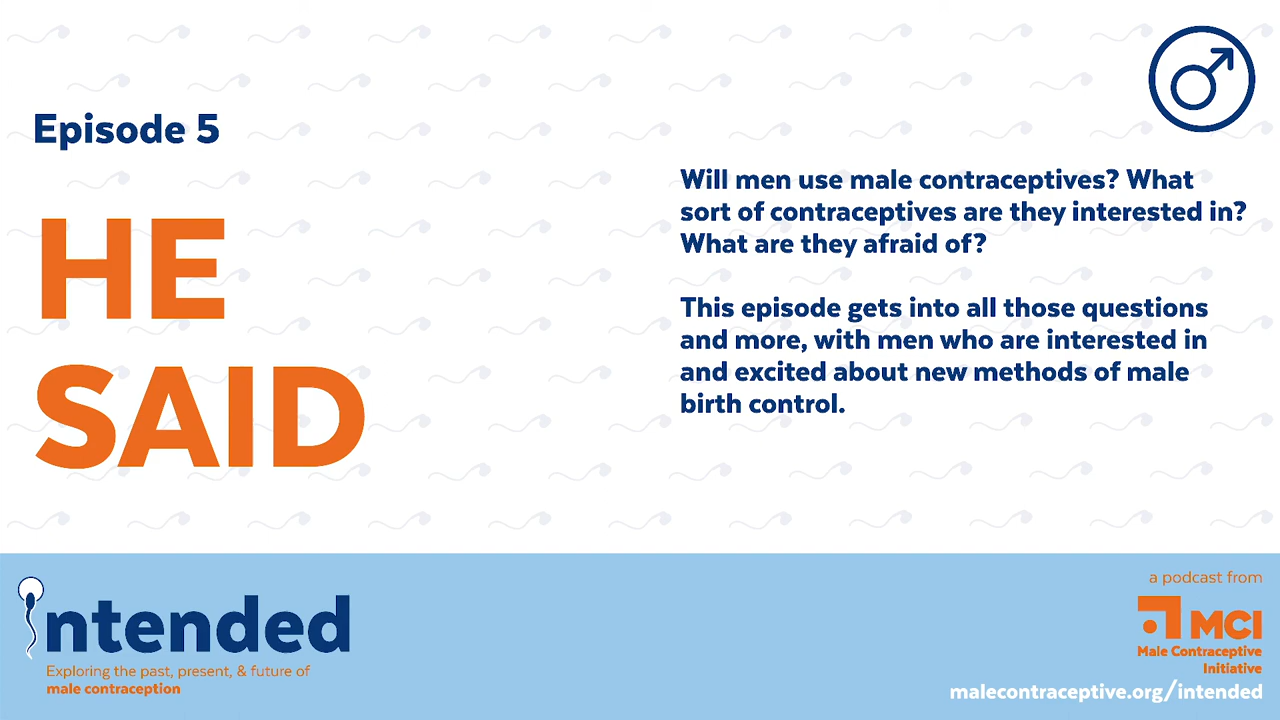 Episode 5
HE
SAID
Will men use male contraceptives? What
sort of contraceptives are they interested in?
What are they afraid of?
This episode gets into all those questions
and more, with men who are interested in
and excited about new methods of male
birth control.
intended
Exploring the past, present, & future of
male contraception
a podcast from
MCI
Male Contraceptive
Initiative
malecontraceptive.org/intended